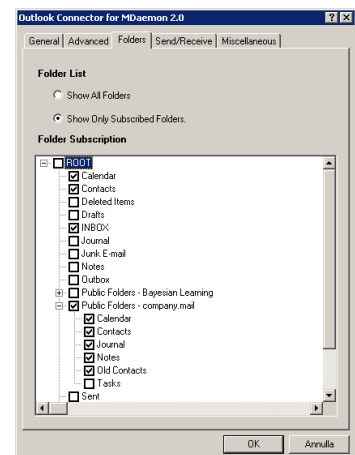 Outlook Connector for MDaemon 2.0
General Advanced Folders Send/Receive Miscellaneous
Folder List
Show All Folders
Show Only Subscribed Folders.
Folder Subscription
ROOT
Calendar
Contacts
Deleted Items
Drafts
INBOX
Journal
Junk E-mail
Notes
Outbox
Public Folders - Bayesian Learning
Public Folders - company.mail
Calendar
Contacts
Journal
Notes
Old Contacts
Tasks
Sent
OK Annulla